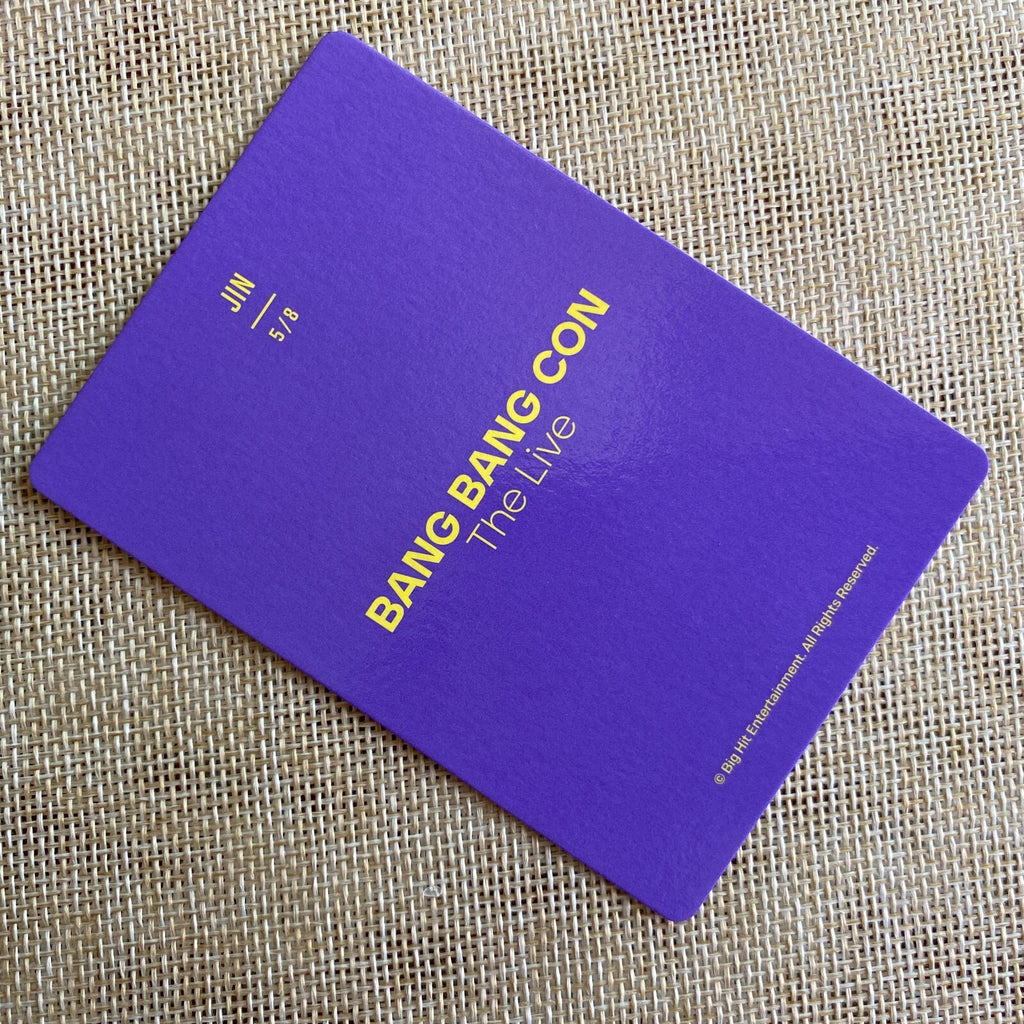 JIN
5/8
BANG BANG CON
The Live
© Big Hit Entertainment. All Rights Reserved.